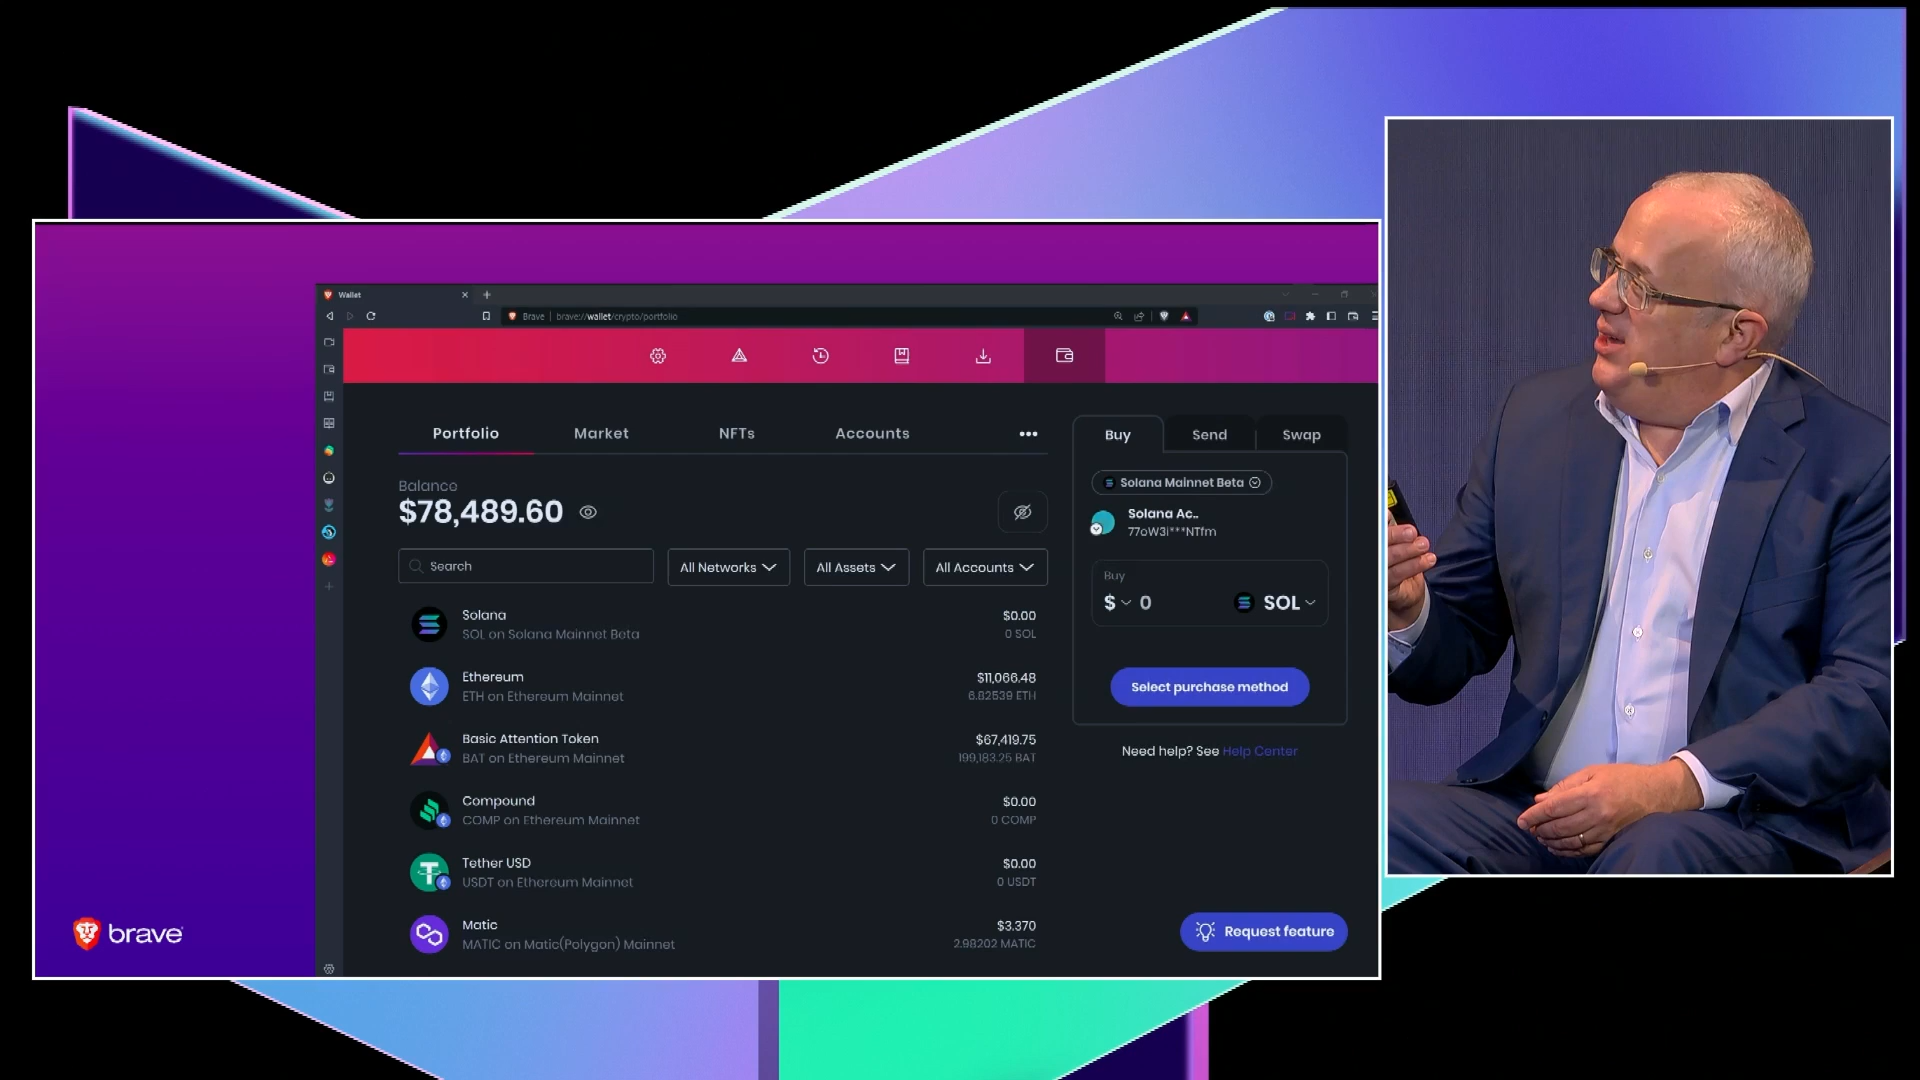 Wallet
Brave | brave://wallet/crypto/portfolio
Portfolio
Market
NFTs
Accounts
Balance
$78,489.60
Search
All Networks
All Assets
All Accounts
Solana
$0.00
SOL on Solana Mainnet Beta
0 SOL
Ethereum
$11,066.48
ETH on Ethereum Mainnet
6.82539 ETH
Basic Attention Token
$67,419.75
BAT on Ethereum Mainnet
199,183.25 BAT
Compound
$0.00
COMP on Ethereum Mainnet
0 COMP
Tether USD
$0.00
USDT on Ethereum Mainnet
0 USDT
Matic
$3.370
MATIC on Matic(Polygon) Mainnet
2.98202 MATIC
Buy
Send
Swap
Solana Mainnet Beta
Solana Ac..
77oW3i***NTfm
Buy
$ 0
SOL
Select purchase method
Need help? See Help Center
Request feature
brave